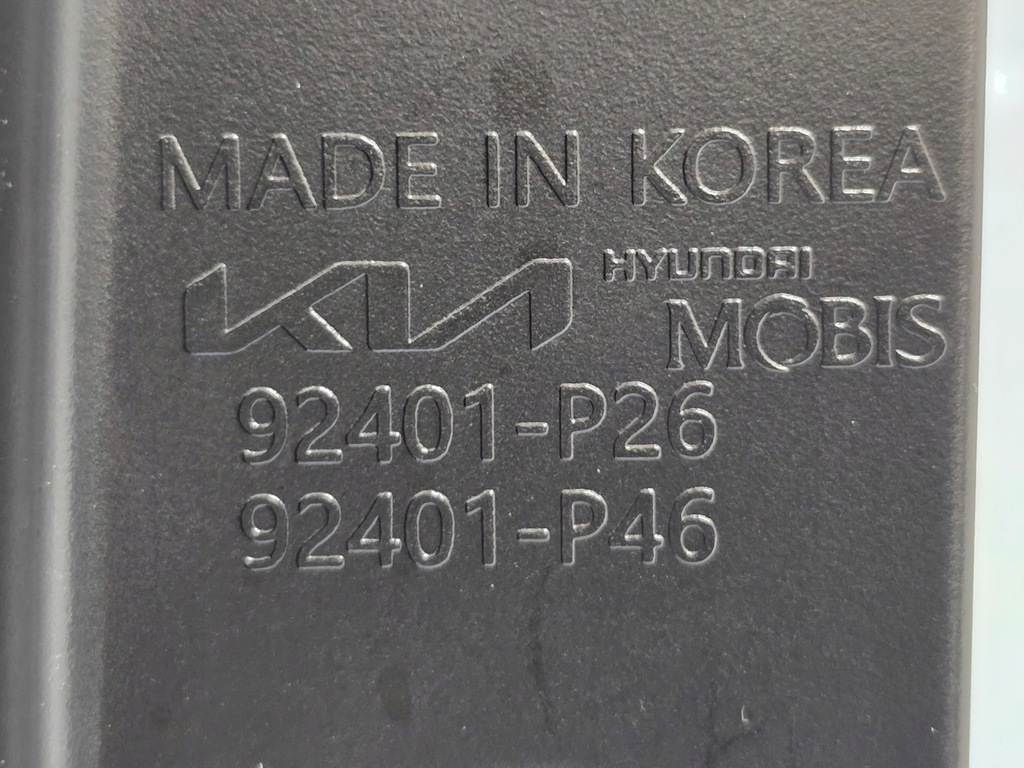 MADE IN KOREA
KIA HYUNDAI
MOBIS
92401-P26
92401-P46